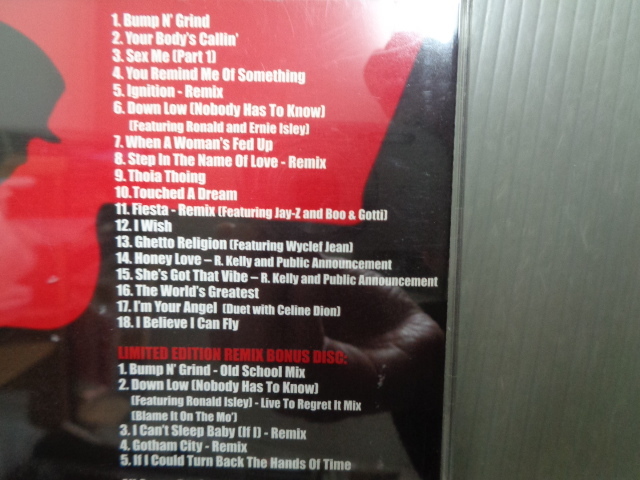 1. Bump N' Grind
2. Your Body's Callin'
3. Sex Me (Part 1)
4. You Remind Me Of Something
5. Ignition - Remix
6. Down Low (Nobody Has To Know)
(Featuring Ronald and Ernie Isley)
7. When A Woman's Fed Up
8. Step In The Name Of Love - Remix
9. Thoia Thoing
10. Touched A Dream
11. Fiesta - Remix (Featuring Jay-Z and Boo & Gotti)
12. I Wish
13. Ghetto Religion (Featuring Wyclef Jean)
14. Honey Love – R. Kelly and Public Announcement
15. She's Got That Vibe – R. Kelly and Public Announcement
16. The World's Greatest
17. I'm Your Angel (Duet with Celine Dion)
18. I Believe I Can Fly
LIMITED EDITION REMIX BONUS DISC:
1. Bump N' Grind - Old School Mix
2. Down Low (Nobody Has To Know)
(Featuring Ronald Isley) - Live To Regret It Mix
(Blame It On The Mo')
3. I Can't Sleep Baby (If I) - Remix
4. Gotham City - Remix
5. If I Could Turn Back The Hands Of Time